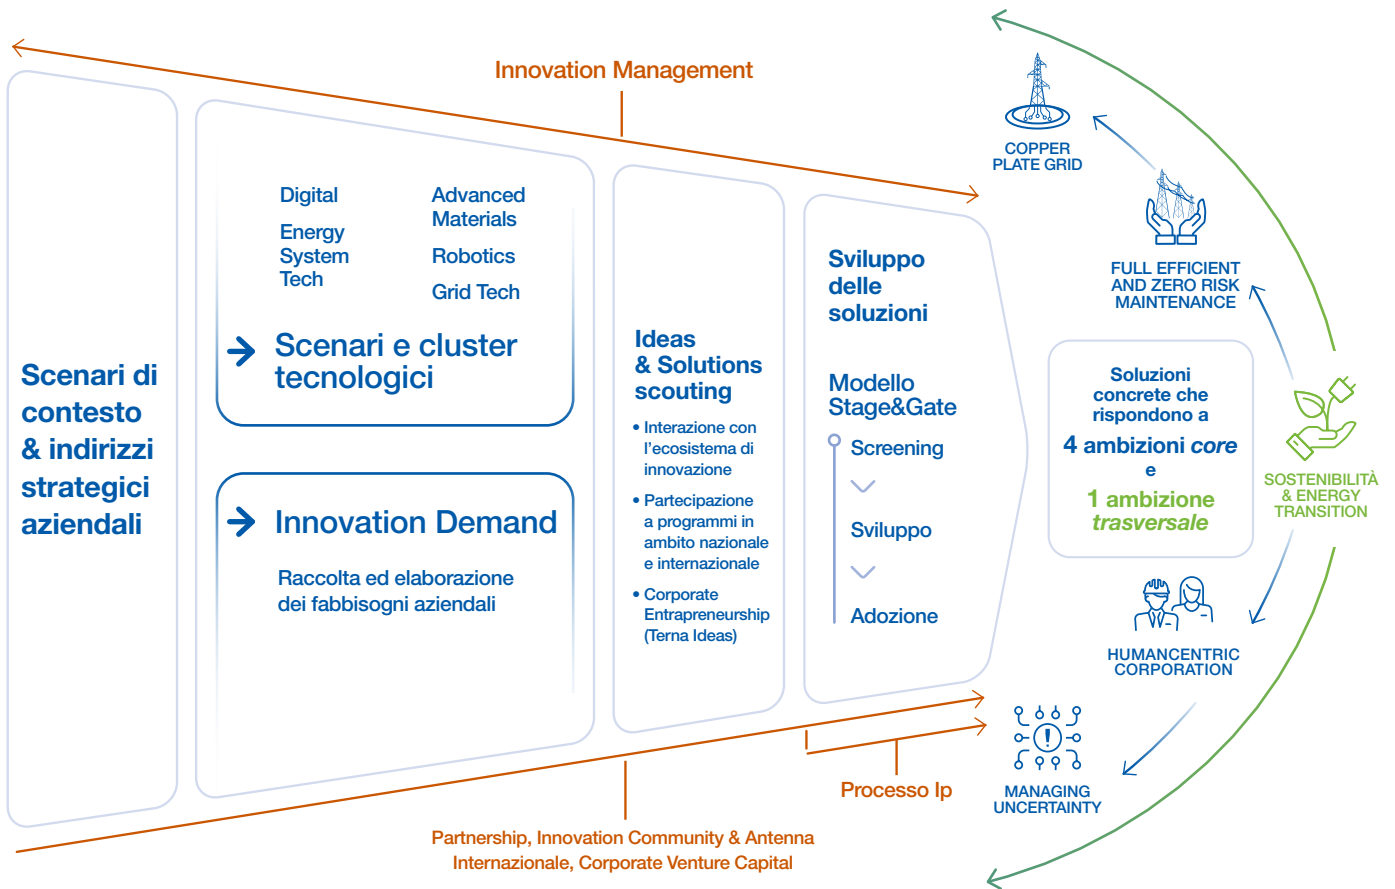 Innovation Management
Scenari di
contesto
& indirizzi
strategici
aziendali
Digital
Energy
System
Tech
Advanced
Materials
Robotics
Grid Tech
Scenari e cluster
tecnologici
Innovation Demand
Raccolta ed elaborazione
dei fabbisogni aziendali
Ideas
& Solutions
scouting
• Interazione con
l'ecosistema di
innovazione
• Partecipazione
a programmi in
ambito nazionale
e internazionale
• Corporate
Entrapreneurship
(Terna Ideas)
Sviluppo
delle
soluzioni
Modello
Stage&Gate
Screening
Sviluppo
Adozione
Processo Ip
Partnership, Innovation Community & Antenna
Internazionale, Corporate Venture Capital
Soluzioni
concrete che
rispondono a
4 ambizioni core
e
1 ambizione
trasversale
COPPER
PLATE GRID
FULL EFFICIENT
AND ZERO RISK
MAINTENANCE
SOSTENIBILITÀ
& ENERGY
TRANSITION
HUMANCENTRIC
CORPORATION
MANAGING
UNCERTAINTY